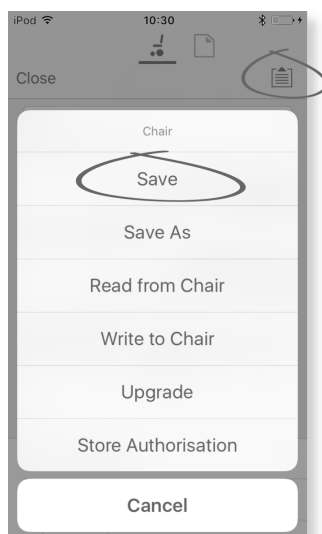 iPod 10:30
Close
Chair
Save
Save As
Read from Chair
Write to Chair
Upgrade
Store Authorisation
Cancel